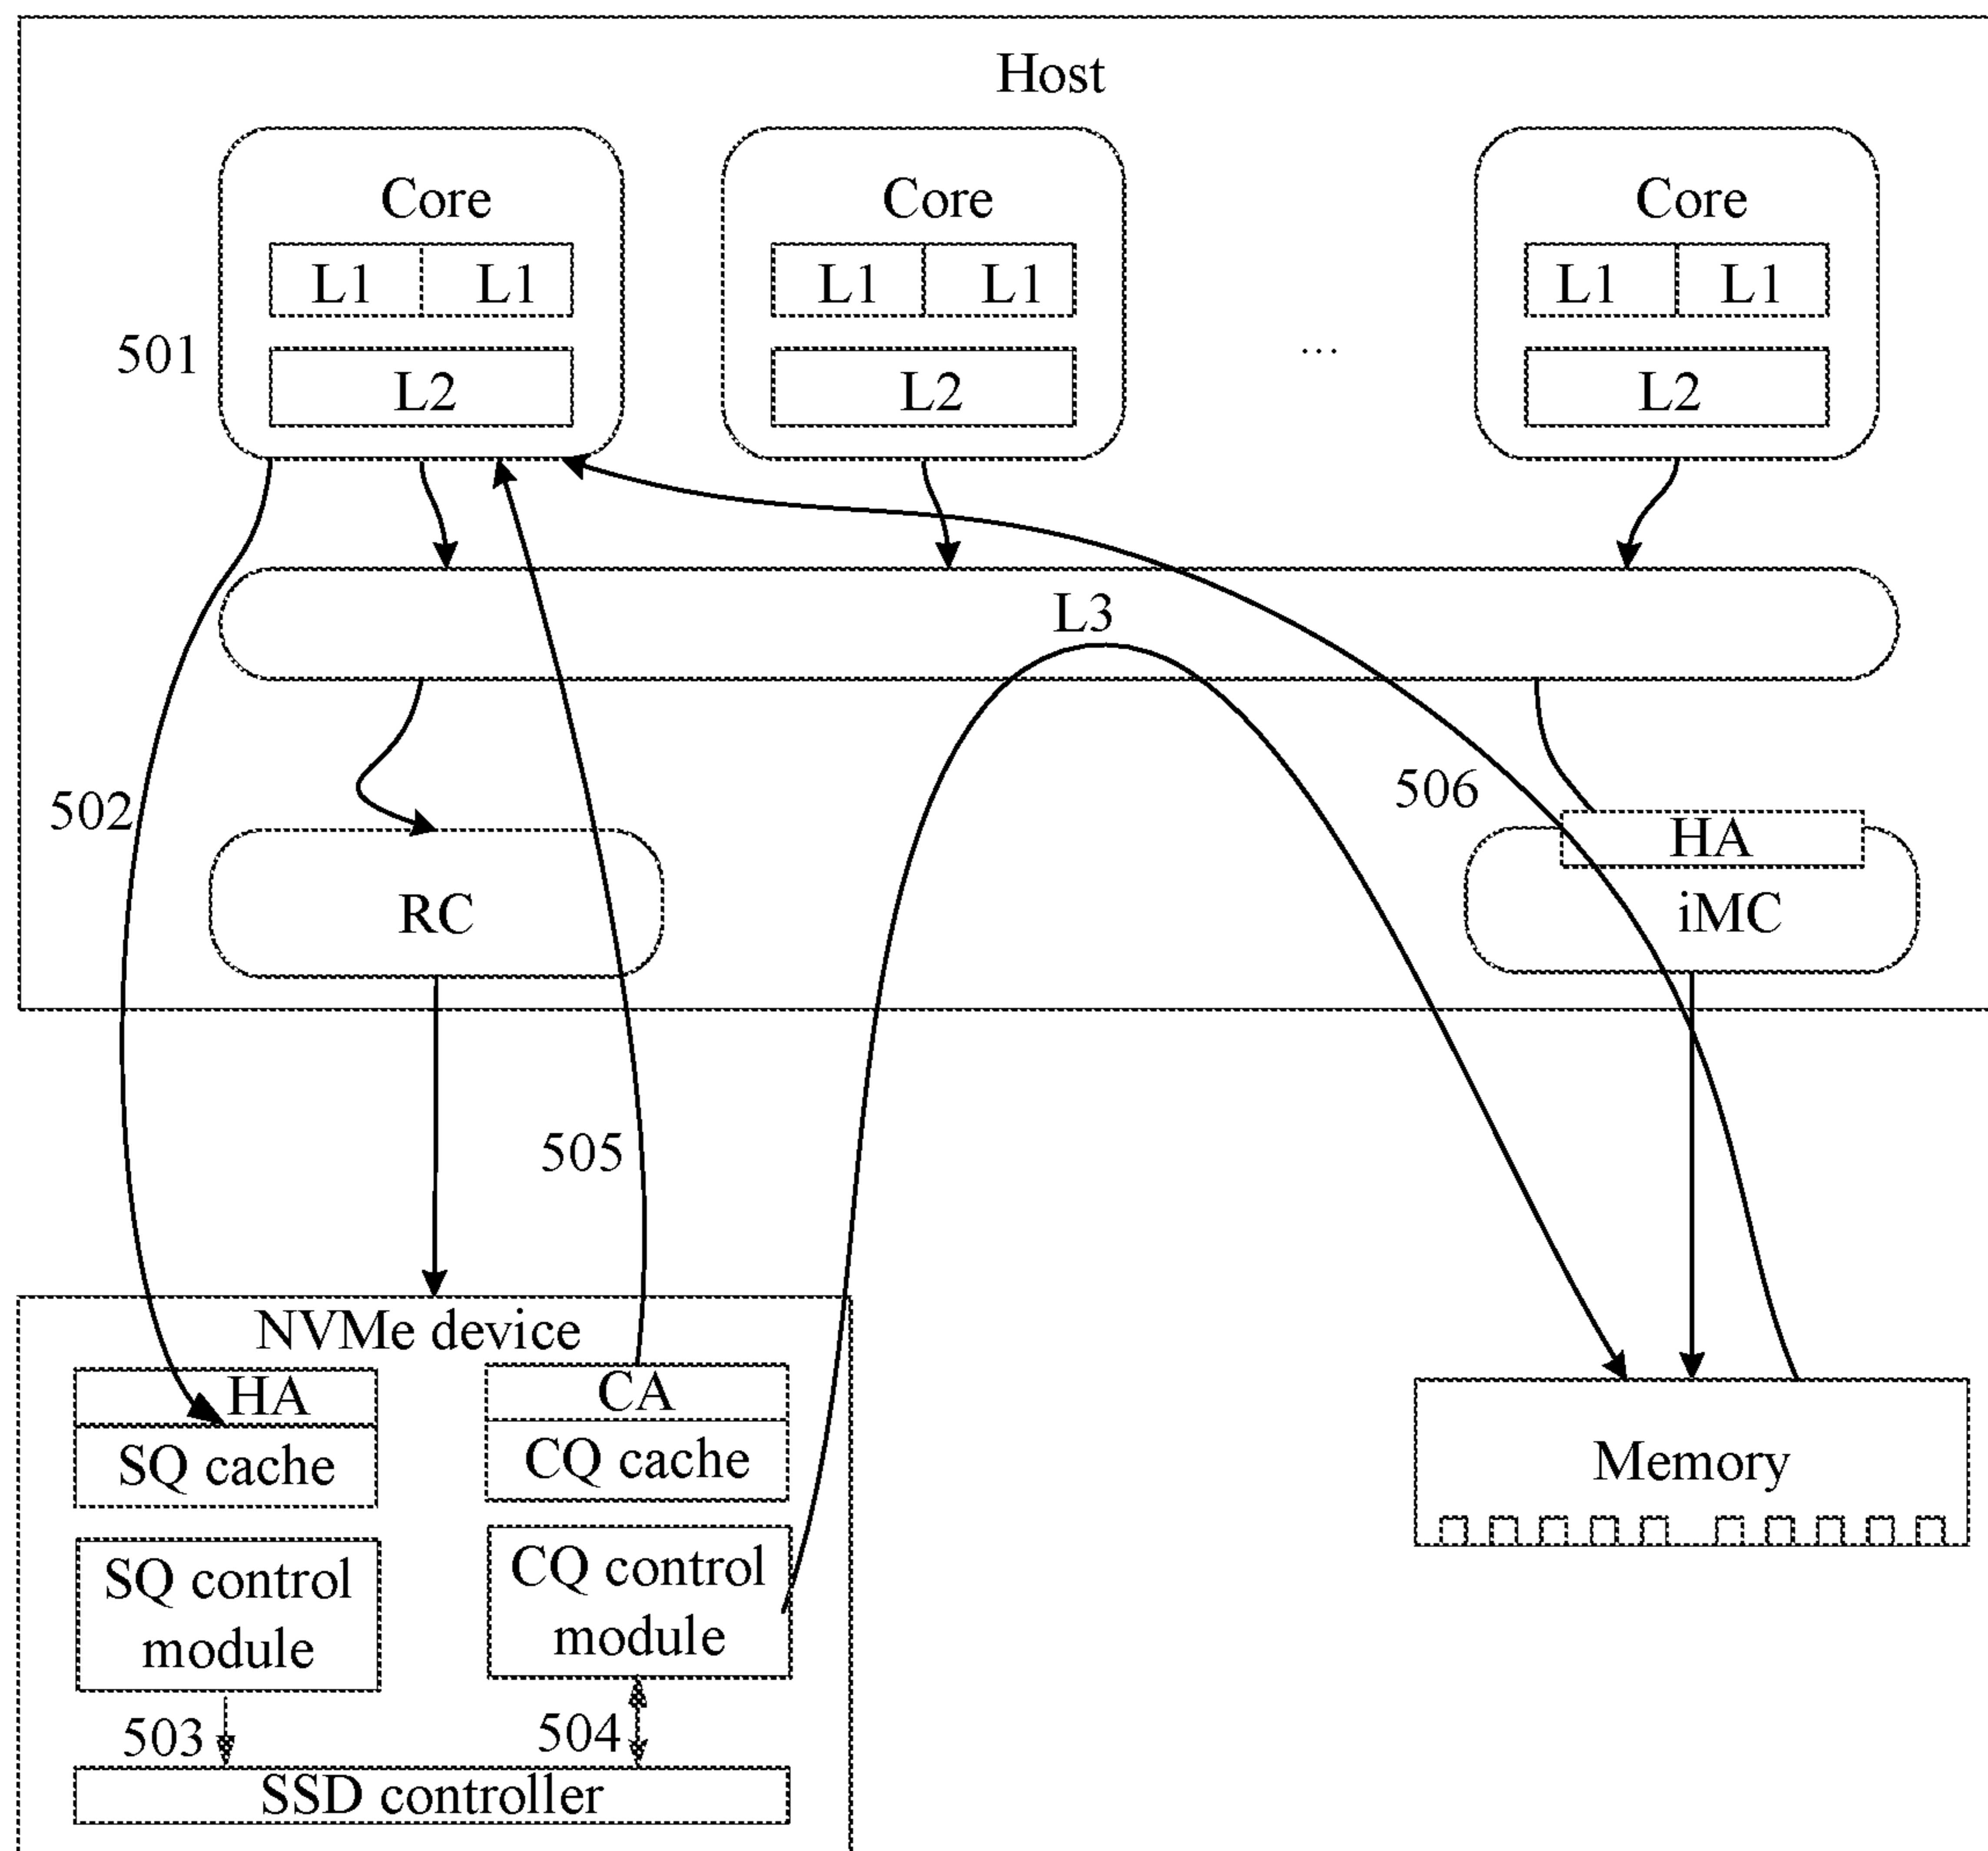 Host
Core
Core
Core
L1
L1
L1
L1
L1
L1
501
...
L2
L2
L2
L3
502
506
HA
RC
iMC
505
NVMe device
HA
CA
SQ cache
CQ cache
Memory
SQ control
module
CQ control
module
503
504
SSD controller